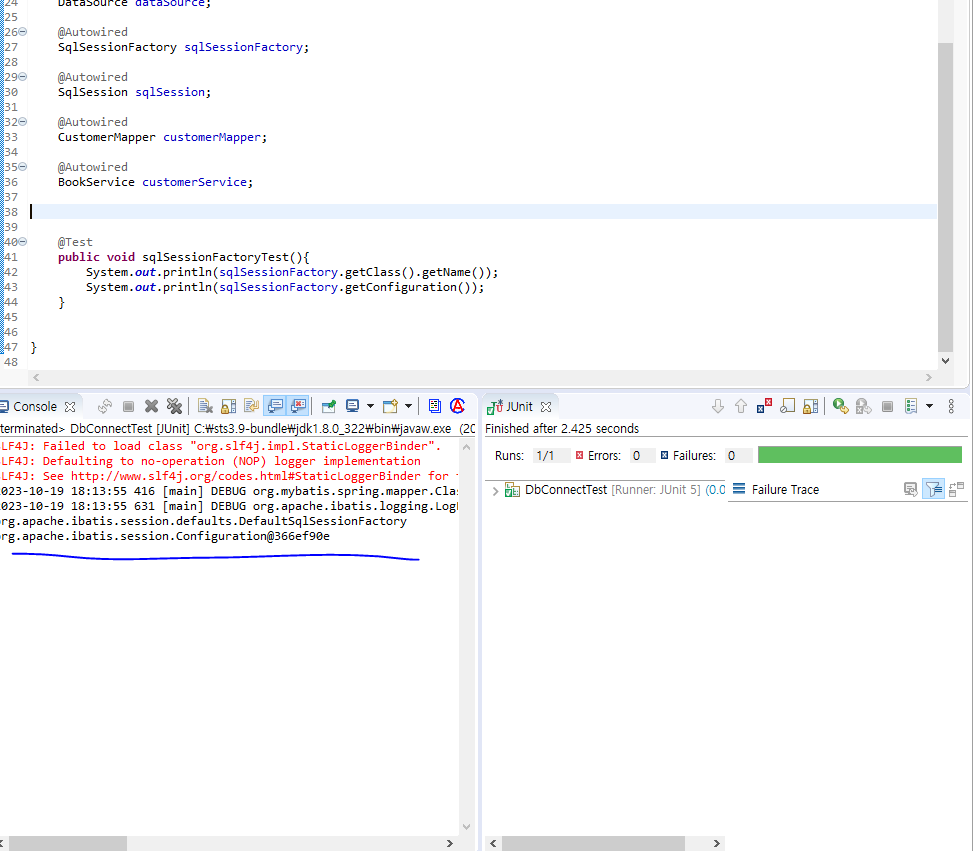 24 DataSource dataSource;
25
26 @Autowired
27 SqlSessionFactory sqlSessionFactory;
28
29 @Autowired
30 SqlSession sqlSession;
31
32 @Autowired
33 CustomerMapper customerMapper;
34
35 @Autowired
36 BookService customerService;
37
38
39
40 @Test
41 public void sqlSessionFactoryTest(){
42 System.out.println(sqlSessionFactory.getClass().getName());
43 System.out.println(sqlSessionFactory.getConfiguration());
44 }
45
46
47 }
48
Console
terminated> DbConnectTest [JUnit] C:₩sts3.9-bundle₩jdk1.8.0_322₩bin₩javaw.exe (20
LF4J: Failed to load class "org.slf4j.impl.StaticLoggerBinder".
LF4J: Defaulting to no-operation (NOP) logger implementation
LF4J: See http://www.slf4j.org/codes.html#StaticLoggerBinder for
2023-10-19 18:13:55 416 [main] DEBUG org.mybatis.spring.mapper.Clas
2023-10-19 18:13:55 631 [main] DEBUG org.apache.ibatis.logging.Log
rg.apache.ibatis.session.defaults.DefaultSqlSessionFactory
rg.apache.ibatis.session.Configuration@366ef90e
JUnit
Finished after 2.425 seconds
Runs: 1/1 Errors: 0 Failures: 0
DbConnectTest [Runner: JUnit 5] (0.0
Failure Trace